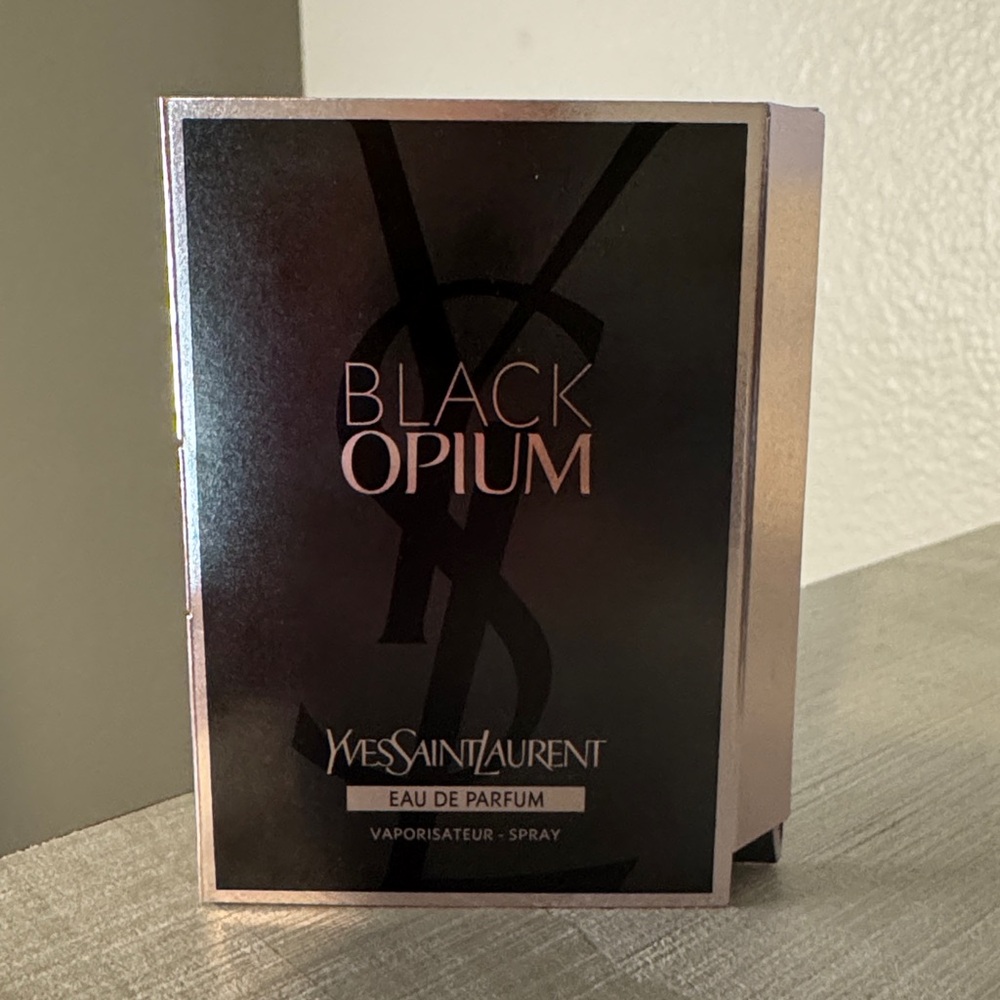 BLACK
OPIUM
YVESSAINTLAURENT
EAU DE PARFUM
VAPORISATEUR - SPRAY